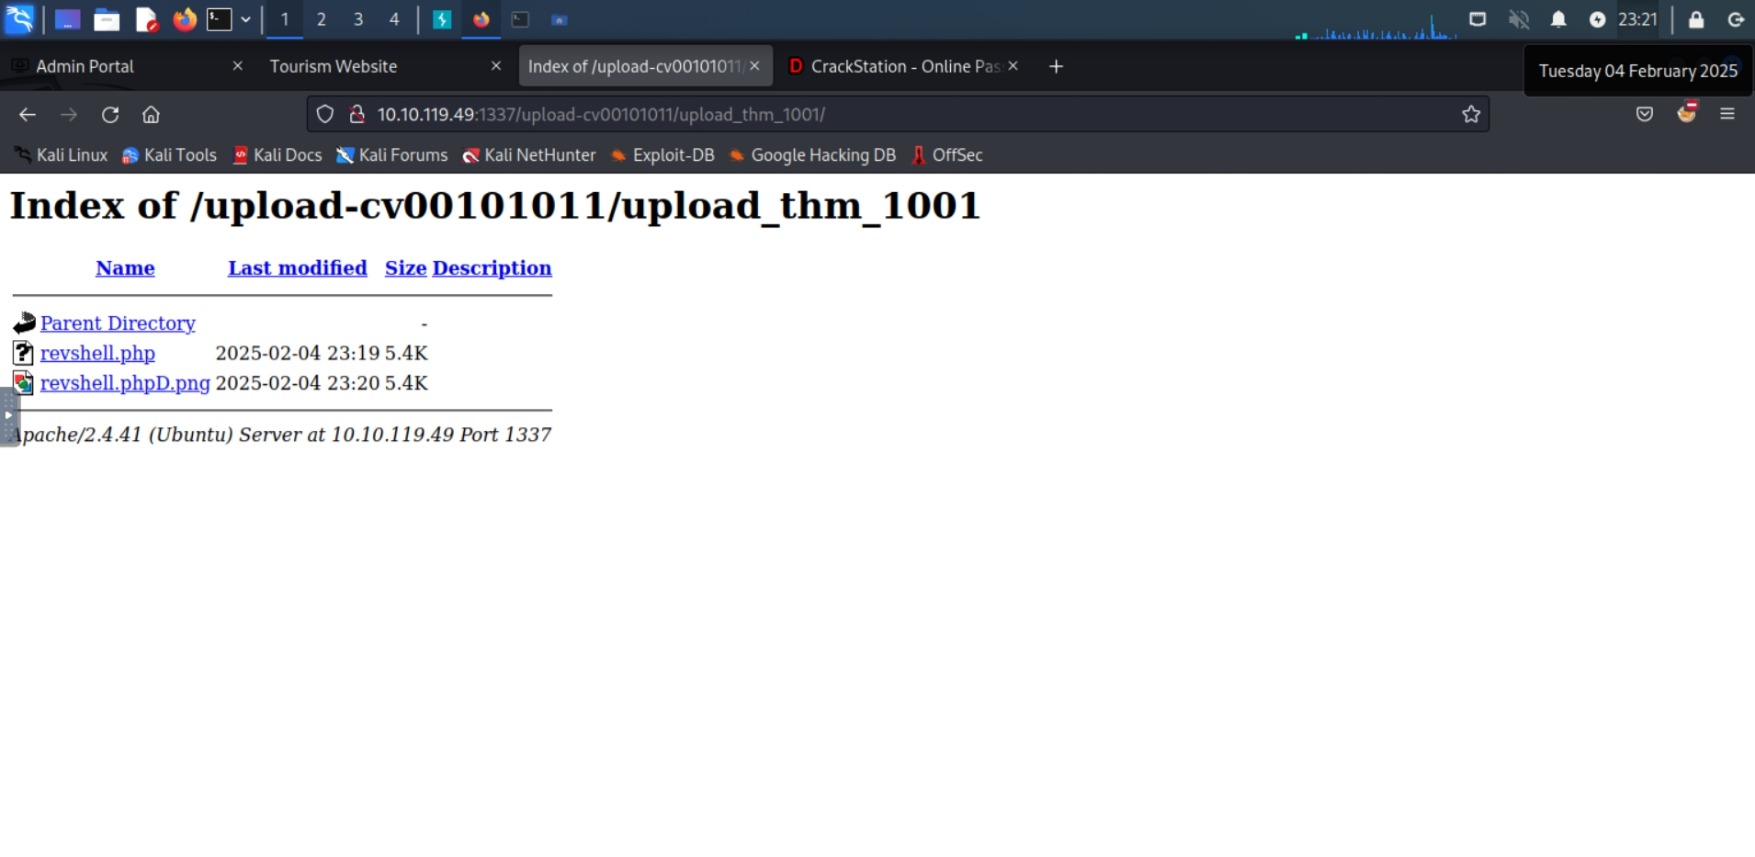 1 2 3 4 23:21
Admin Portal × Tourism Website × Index of /upload-cv00101011/ × D CrackStation - Online Pas × +
Tuesday 04 February 2025
10.10.119.49:1337/upload-cv00101011/upload_thm_1001/
Kali Linux Kali Tools Kali Docs Kali Forums Kali NetHunter Exploit-DB Google Hacking DB OffSec
Index of /upload-cv00101011/upload_thm_1001
Name Last modified Size Description
Parent Directory -
revshell.php 2025-02-04 23:19 5.4K
revshell.phpD.png 2025-02-04 23:20 5.4K
Apache/2.4.41 (Ubuntu) Server at 10.10.119.49 Port 1337